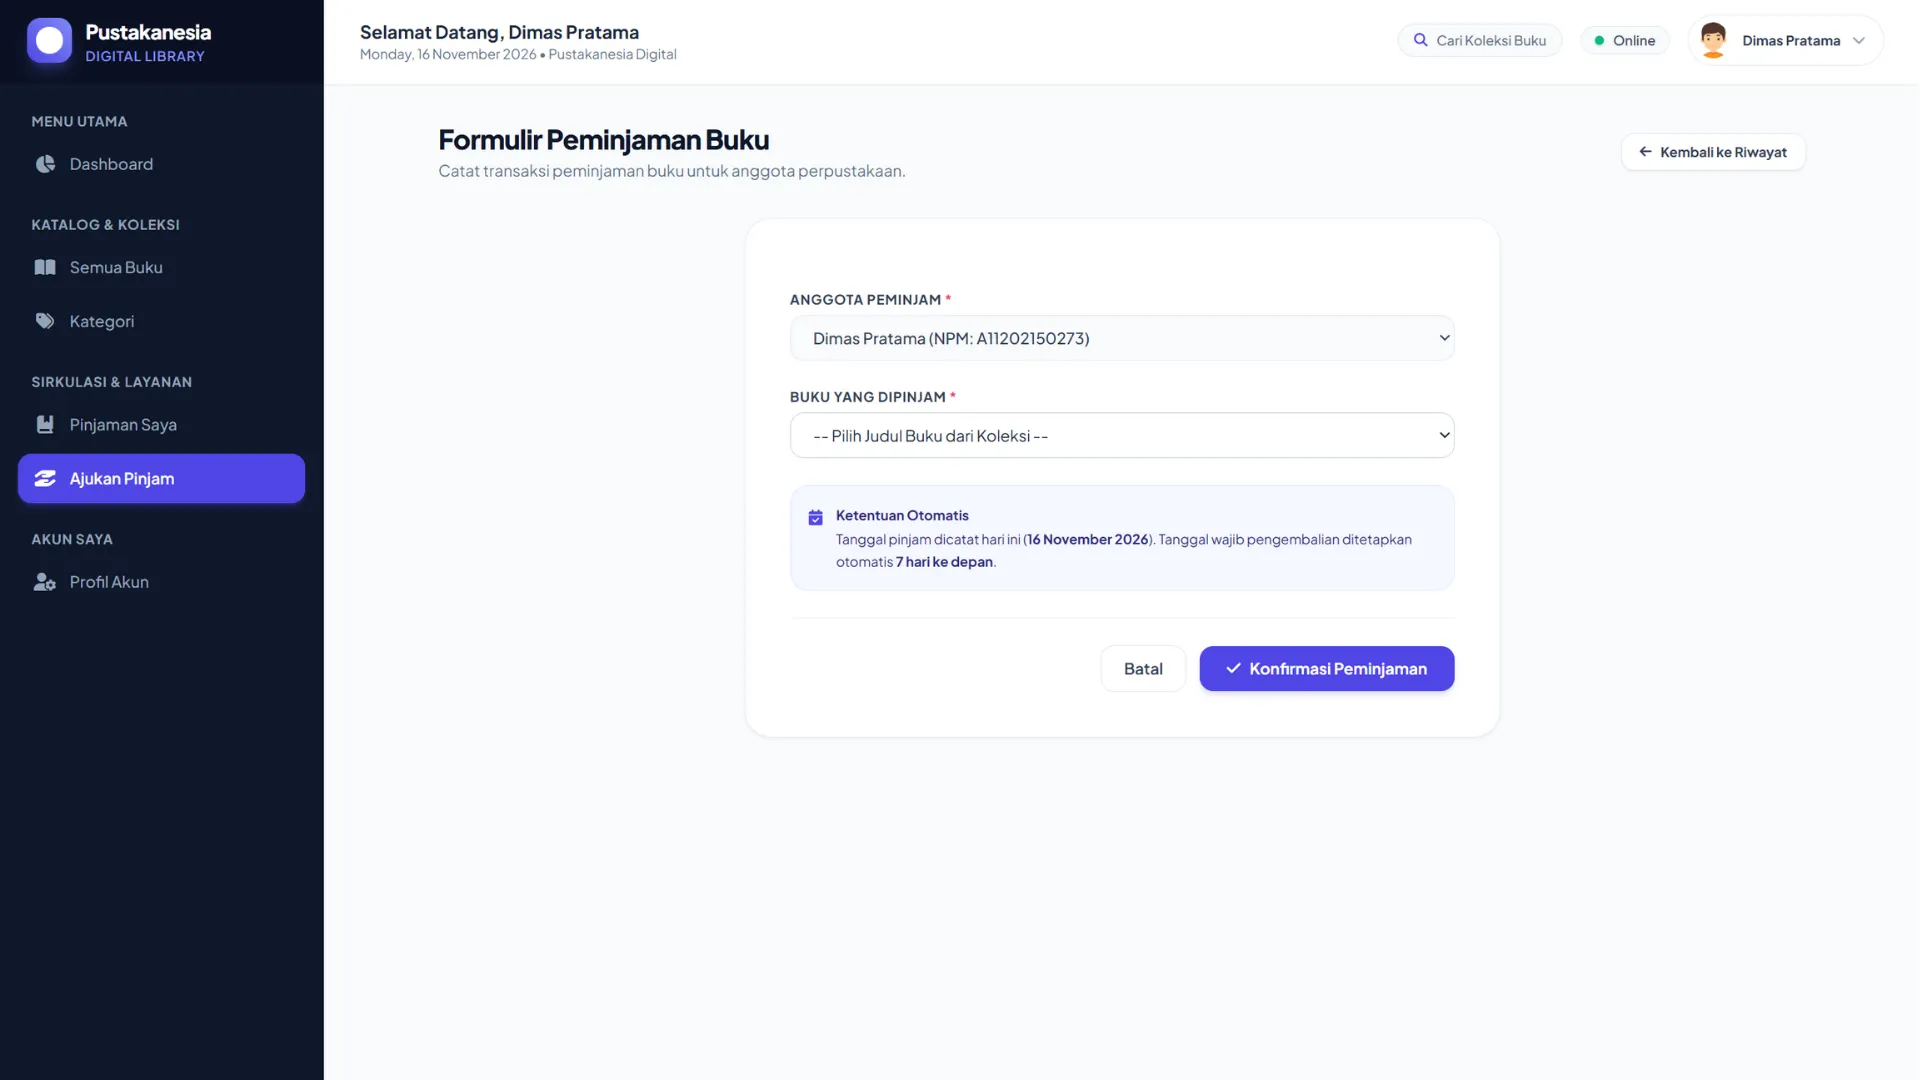 Pustakanesia
DIGITAL LIBRARY
MENU UTAMA
Dashboard
KATALOG & KOLEKSI
Semua Buku
Kategori
SIRKULASI & LAYANAN
Pinjaman Saya
Ajukan Pinjam
AKUN SAYA
Profil Akun
Selamat Datang, Dimas Pratama
Monday, 16 November 2026 • Pustakanesia Digital
Cari Koleksi Buku
Online
Dimas Pratama
Formulir Peminjaman Buku
Catat transaksi peminjaman buku untuk anggota perpustakaan.
Kembali ke Riwayat
ANGGOTA PEMINJAM *
Dimas Pratama (NPM: A11202150273)
BUKU YANG DIPINJAM *
-- Pilih Judul Buku dari Koleksi --
Ketentuan Otomatis
Tanggal pinjam dicatat hari ini (16 November 2026). Tanggal wajib pengembalian ditetapkan
otomatis 7 hari ke depan.
Batal
Konfirmasi Peminjaman